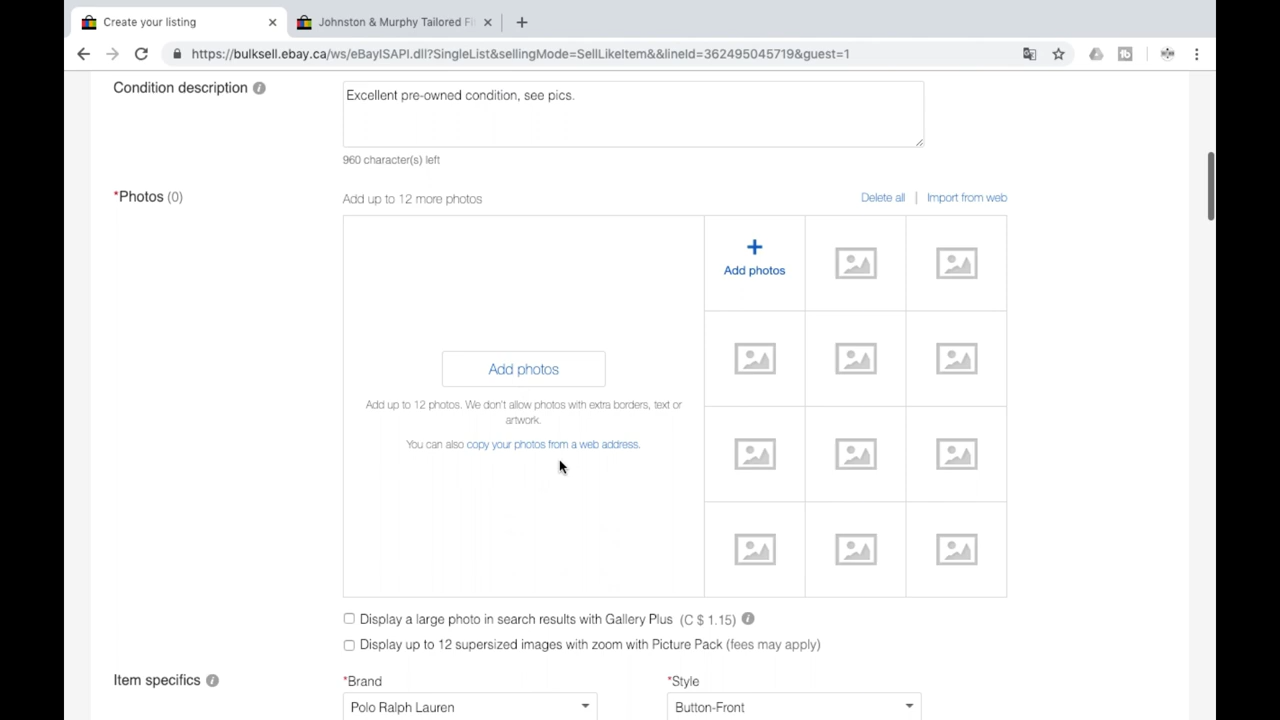 Create your listing
Johnston & Murphy Tailored Fi
https://bulksell.ebay.ca/ws/eBayISAPI.dll?SingleList&sellingMode=SellLikeItem&&lineId=362495045719&guest=1
Condition description
Excellent pre-owned condition, see pics.
960 character(s) left
*Photos (0)
Add up to 12 more photos
Delete all | Import from web
Add photos
Add photos
Add up to 12 photos. We don't allow photos with extra borders, text or
artwork.
You can also copy your photos from a web address.
Display a large photo in search results with Gallery Plus (C $ 1.15)
Display up to 12 supersized images with zoom with Picture Pack (fees may apply)
Item specifics
*Brand
*Style
Polo Ralph Lauren
Button-Front